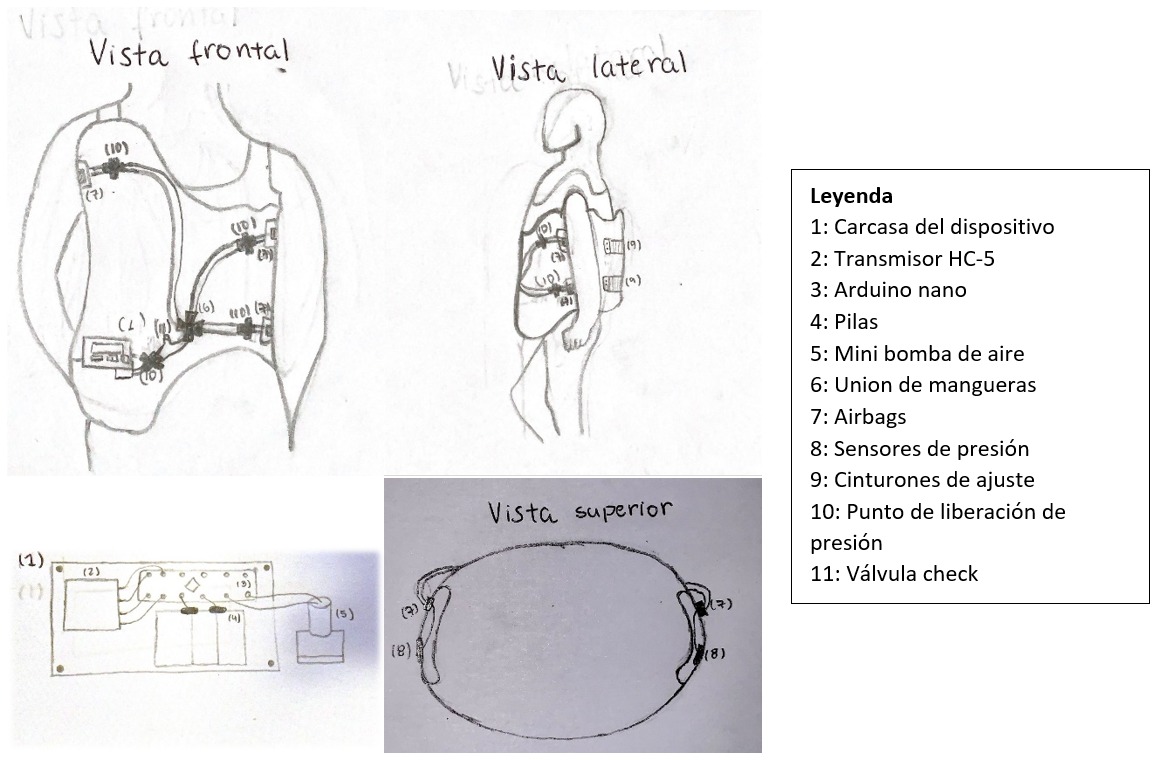 Vista frontal
(10)
(7)
(10)
(6)
(10)
(7)
(11)
(1)
(10)
Vista lateral
(9)
(10)
(9)
Leyenda
1: Carcasa del dispositivo
2: Transmisor HC-5
3: Arduino nano
4: Pilas
5: Mini bomba de aire
6: Union de mangueras
7: Airbags
8: Sensores de presión
9: Cinturones de ajuste
10: Punto de liberación de
presión
11: Válvula check
(1)
(2)
(3)
(4)
(5)
Vista superior
(7)
(7)
(8)
(8)